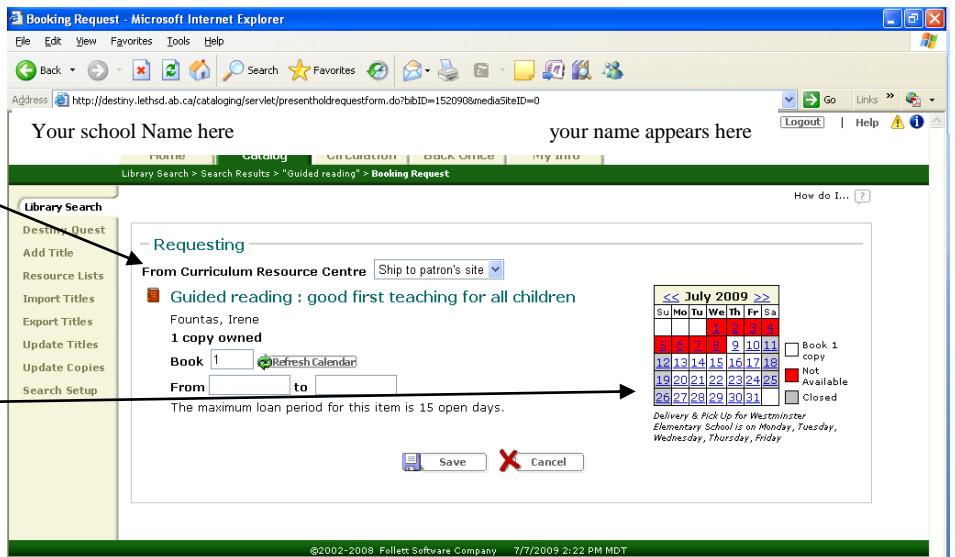 Booking Request - Microsoft Internet Explorer
File Edit View Favorites Tools Help
Back Search Favorites
Address http://destiny.lethsd.ab.ca/cataloging/servlet/presentholdrequestform.do?bibID=152090&mediaSiteID=0 Go Links »
Your school Name here your name appears here Logout | Help
Home Catalog Circulation Back Office My Info
Library Search > Search Results > "Guided reading" > Booking Request
How do I... ?
Library Search
Destiny Quest
Add Title
Resource Lists
Import Titles
Export Titles
Update Titles
Update Copies
Search Setup
Requesting
From Curriculum Resource Centre Ship to patron's site
Guided reading : good first teaching for all children
Fountas, Irene
1 copy owned
Book 1 Refresh Calendar
From to
The maximum loan period for this item is 15 open days.
Save Cancel
<< July 2009 >>
Su Mo Tu We Th Fr Sa
1 2 3 4
5 6 7 8 9 10 11
12 13 14 15 16 17 18
19 20 21 22 23 24 25
26 27 28 29 30 31
Book 1 copy
Not Available
Closed
Delivery & Pick Up for Westminster
Elementary School is on Monday, Tuesday,
Wednesday, Thursday, Friday
©2002-2008 Follett Software Company 7/7/2009 2:22 PM MDT